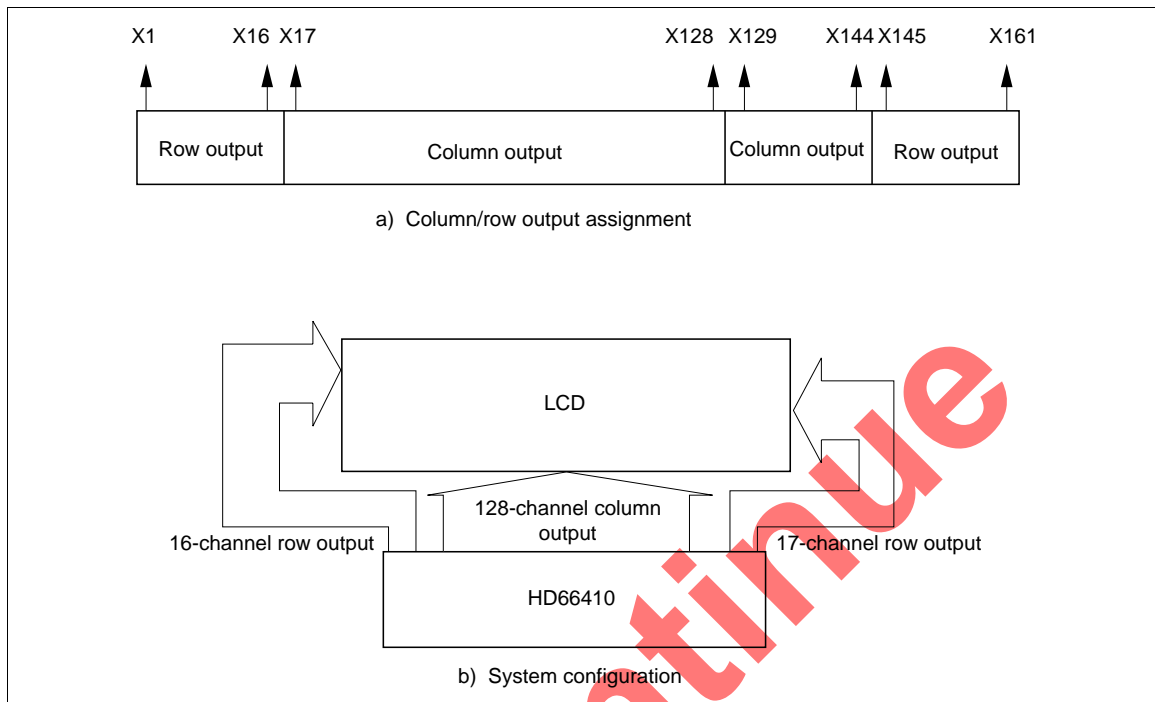 X1 X16 X17 X128 X129 X144 X145 X161
Row output Column output Column output Row output
a) Column/row output assignment
LCD
128-channel column
output
16-channel row output 17-channel row output
HD66410
b) System configuration
ntinue